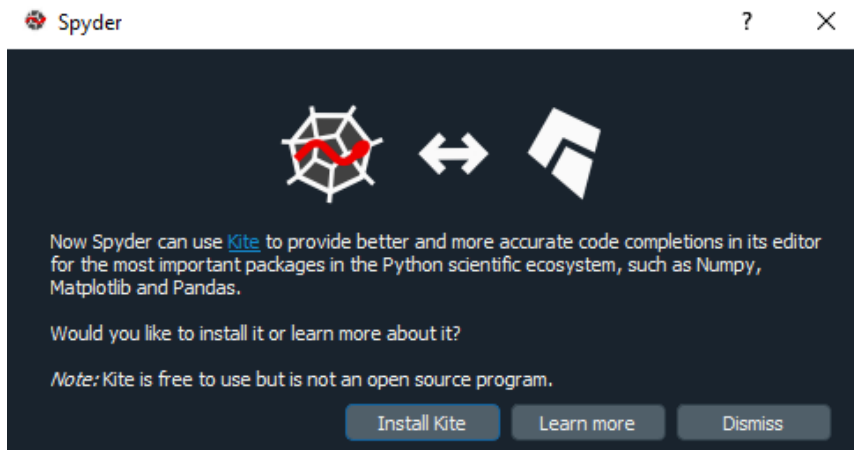 Spyder ?
Now Spyder can use Kite to provide better and more accurate code completions in its editor
for the most important packages in the Python scientific ecosystem, such as Numpy,
Matplotlib and Pandas.
Would you like to install it or learn more about it?
Note: Kite is free to use but is not an open source program.
Install Kite Learn more Dismiss